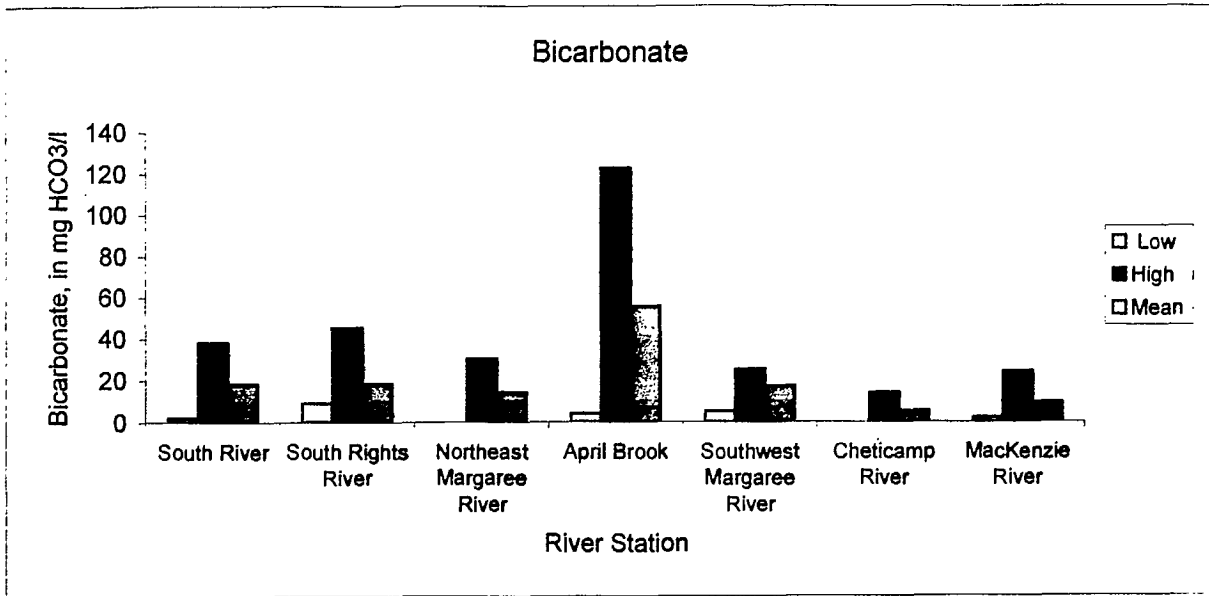 Bicarbonate
Bicarbonate, in mg HCO3/l
140
120
100
80
60
40
20
0
Low
High
Mean
South River
South Rights River
Northeast Margaree River
April Brook
Southwest Margaree River
Cheticamp River
MacKenzie River
River Station